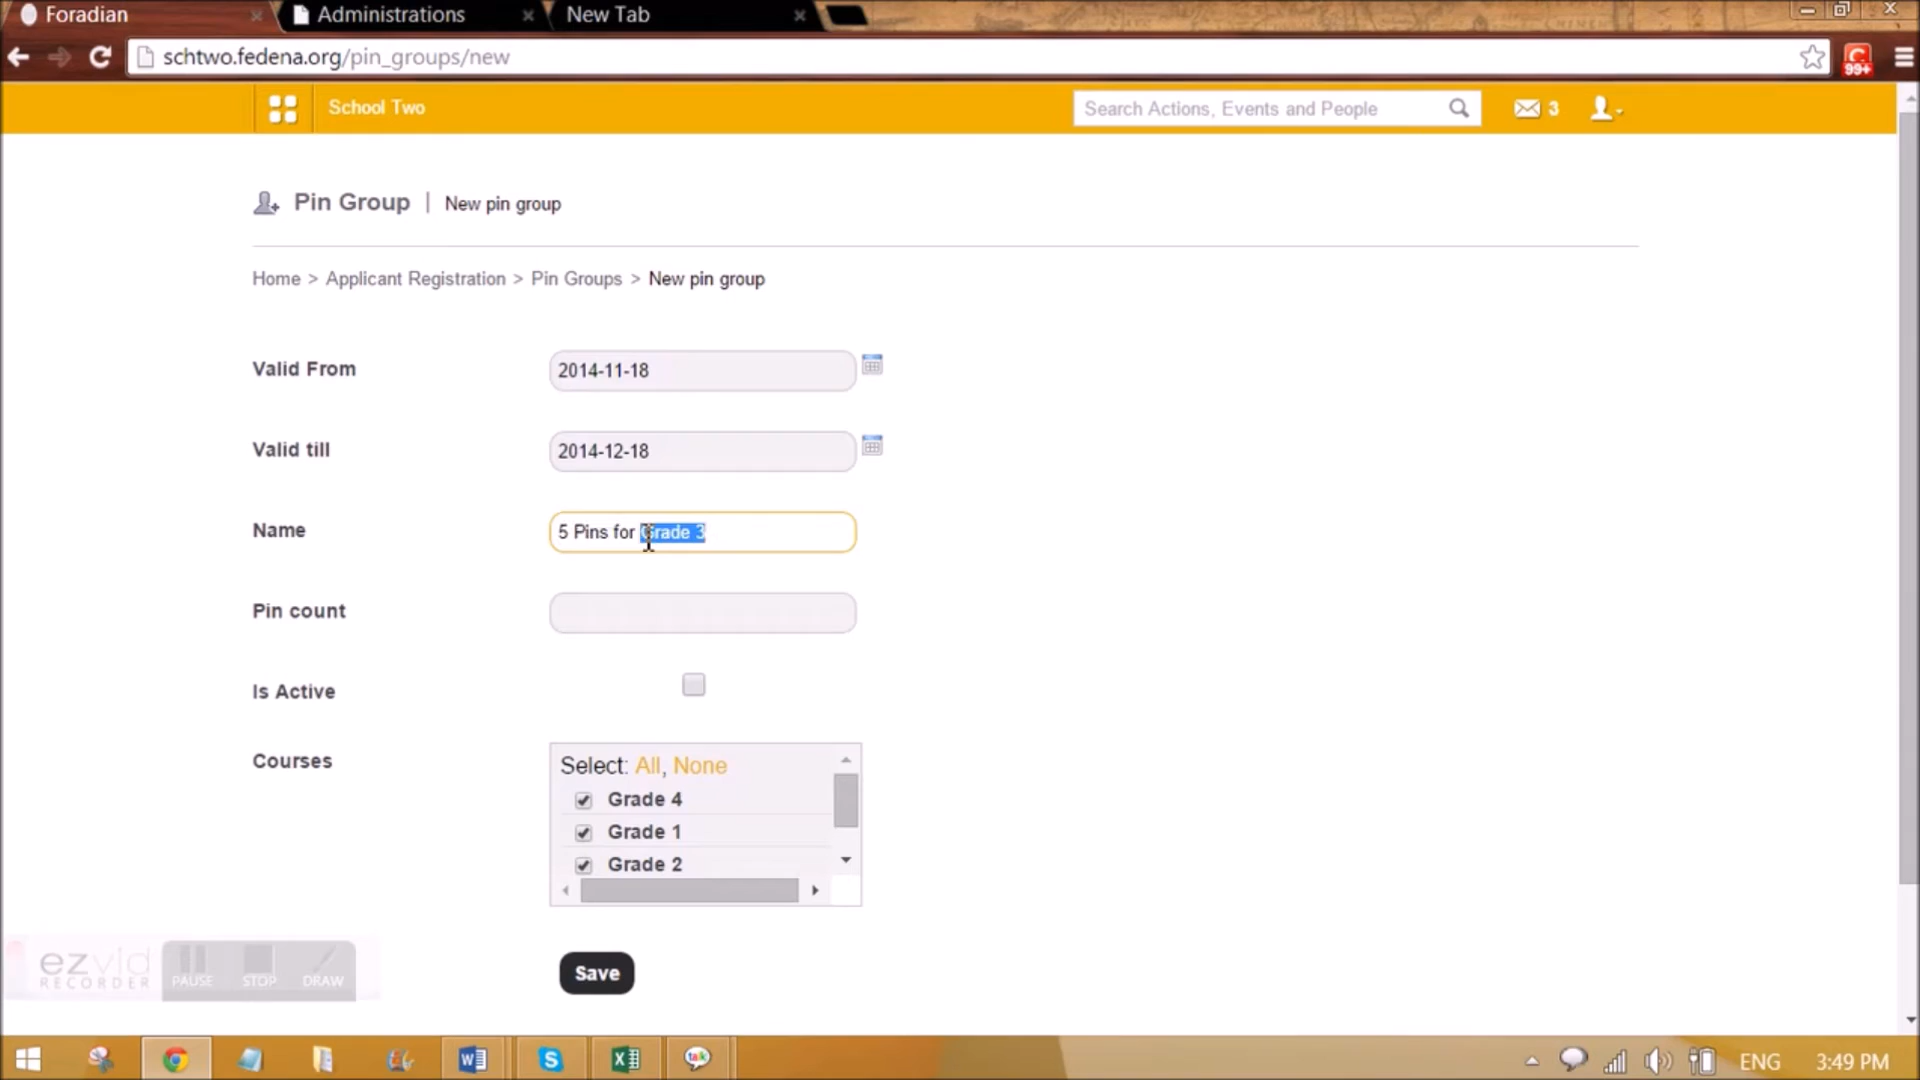 Foradian
Administrations
New Tab
schtwo.fedena.org/pin_groups/new
99+
School Two
Search Actions, Events and People
3
Pin Group | New pin group
Home > Applicant Registration > Pin Groups > New pin group
Valid From
2014-11-18
Valid till
2014-12-18
Name
5 Pins for Grade 3
Pin count
Is Active
Courses
Select: All, None
Grade 4
Grade 1
Grade 2
Save
ezvid
RECORDER
PAUSE
STOP
DRAW
talk
ENG
3:49 PM